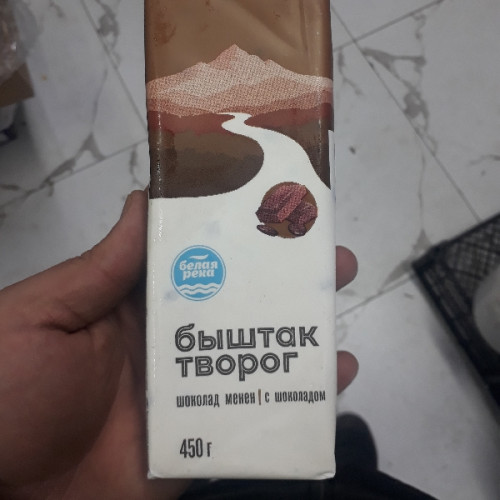 белая
река
быштак
творог
шоколад менен | с шоколадом
450 г